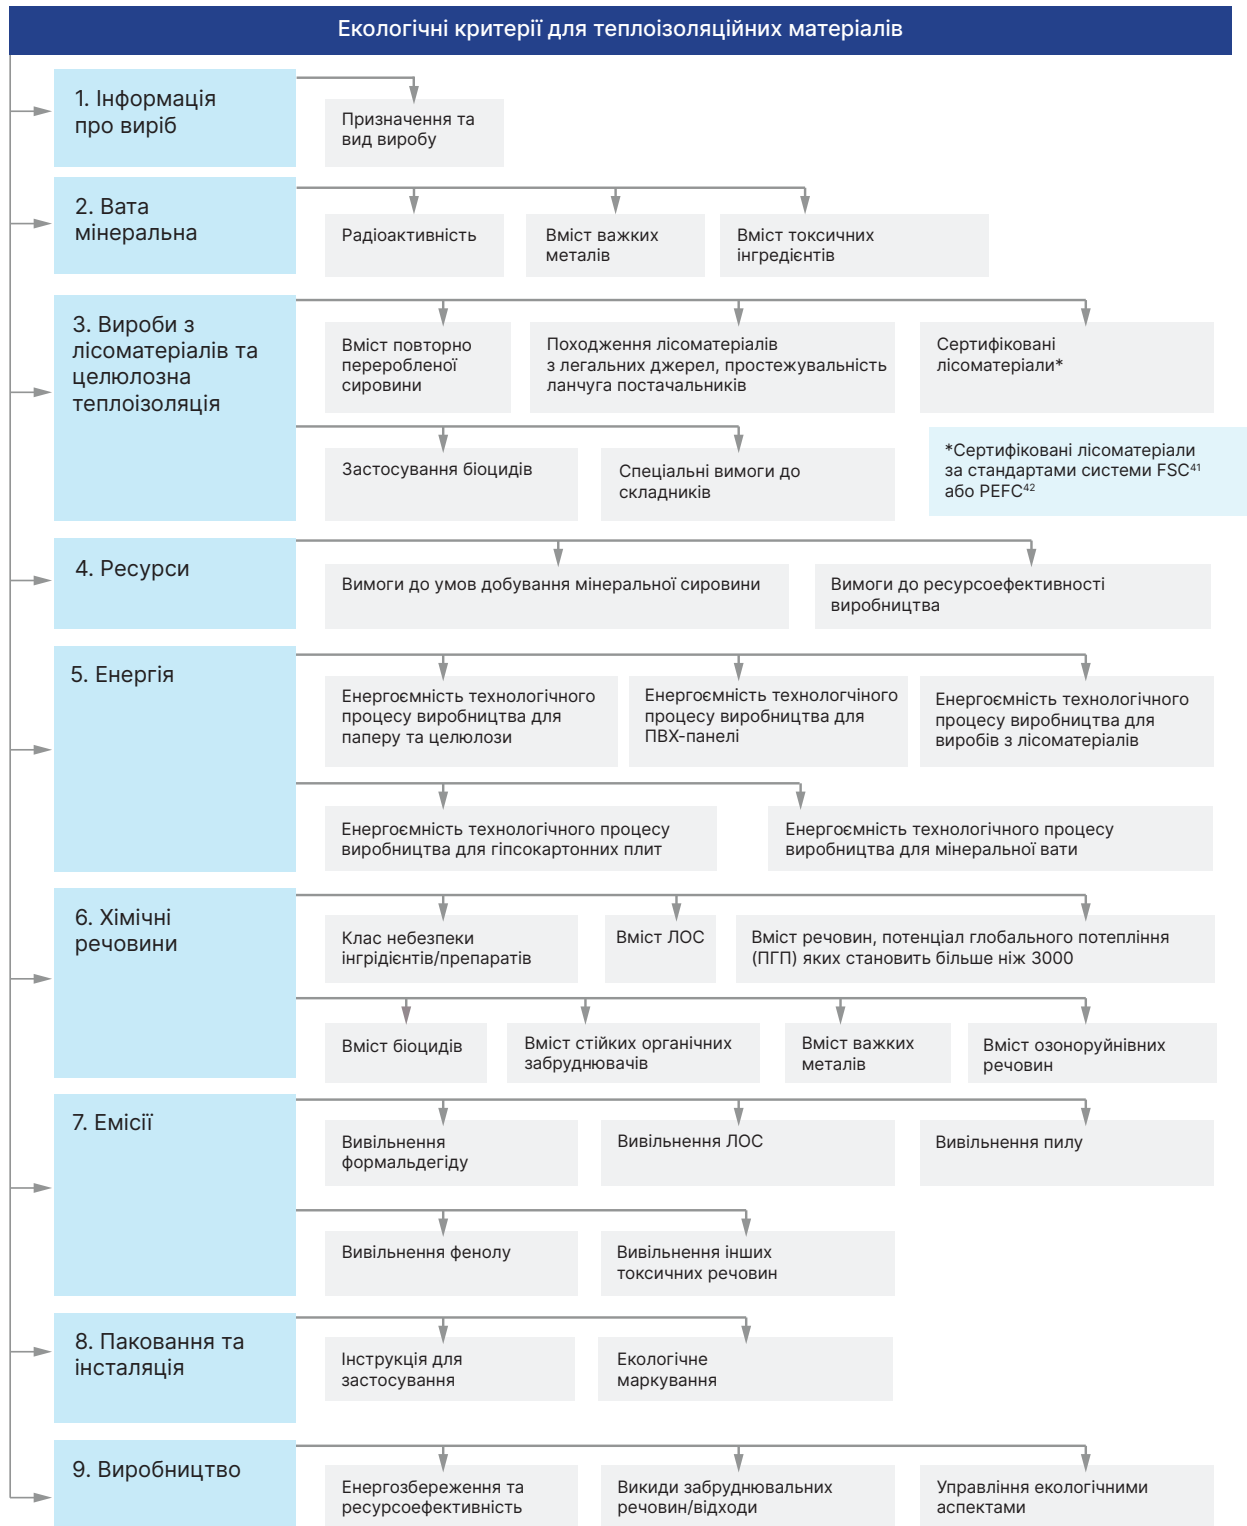 Екологічні критерії для теплоізоляційних матеріалів
1. Інформація
про виріб
Призначення та
вид виробу
2. Вата
мінеральна
Радіоактивність
Вміст важких
металів
Вміст токсичних
інгредієнтів
3. Вироби з
лісоматеріалів та
целюлозна
теплоізоляція
Вміст повторно
переробленої
сировини
Походження лісоматеріалів
з легальних джерел, простежувальність
ланчуга постачальників
Сертифіковані
лісоматеріали*
Застосування біоцидів
Спеціальні вимоги до
складників
*Сертифіковані лісоматеріали
за стандартами системи FSC⁴¹
або PEFC⁴²
4. Ресурси
Вимоги до умов добування мінеральної сировини
Вимоги до ресурсоефективності
виробництва
5. Енергія
Енергоємність технологічного
процесу виробництва для
паперу та целюлози
Енергоємність технологчіного
процесу виробництва для
ПВХ-панелі
Енергоємність технологічного
процесу виробництва для
виробів з лісоматеріалів
Енергоємність технологічного процесу
виробництва для гіпсокартонних плит
Енергоємність технологічного процесу
виробництва для мінеральної вати
6. Хімічні
речовини
Клас небезпеки
інгрідієнтів/препаратів
Вміст ЛОС
Вміст речовин, потенціал глобального потепління
(ПГП) яких становить більше ніж 3000
Вміст біоцидів
Вміст стійких органічних
забруднювачів
Вміст важких
металів
Вміст озоноруйнівних
речовин
7. Емісії
Вивільнення
формальдегіду
Вивільнення ЛОС
Вивільнення пилу
Вивільнення фенолу
Вивільнення інших
токсичних речовин
8. Паковання та
інсталяція
Інструкція для
застосування
Екологічне
маркування
9. Виробництво
Енергозбереження та
ресурсоефективність
Викиди забруднювальних
речовин/відходи
Управління екологічними
аспектами